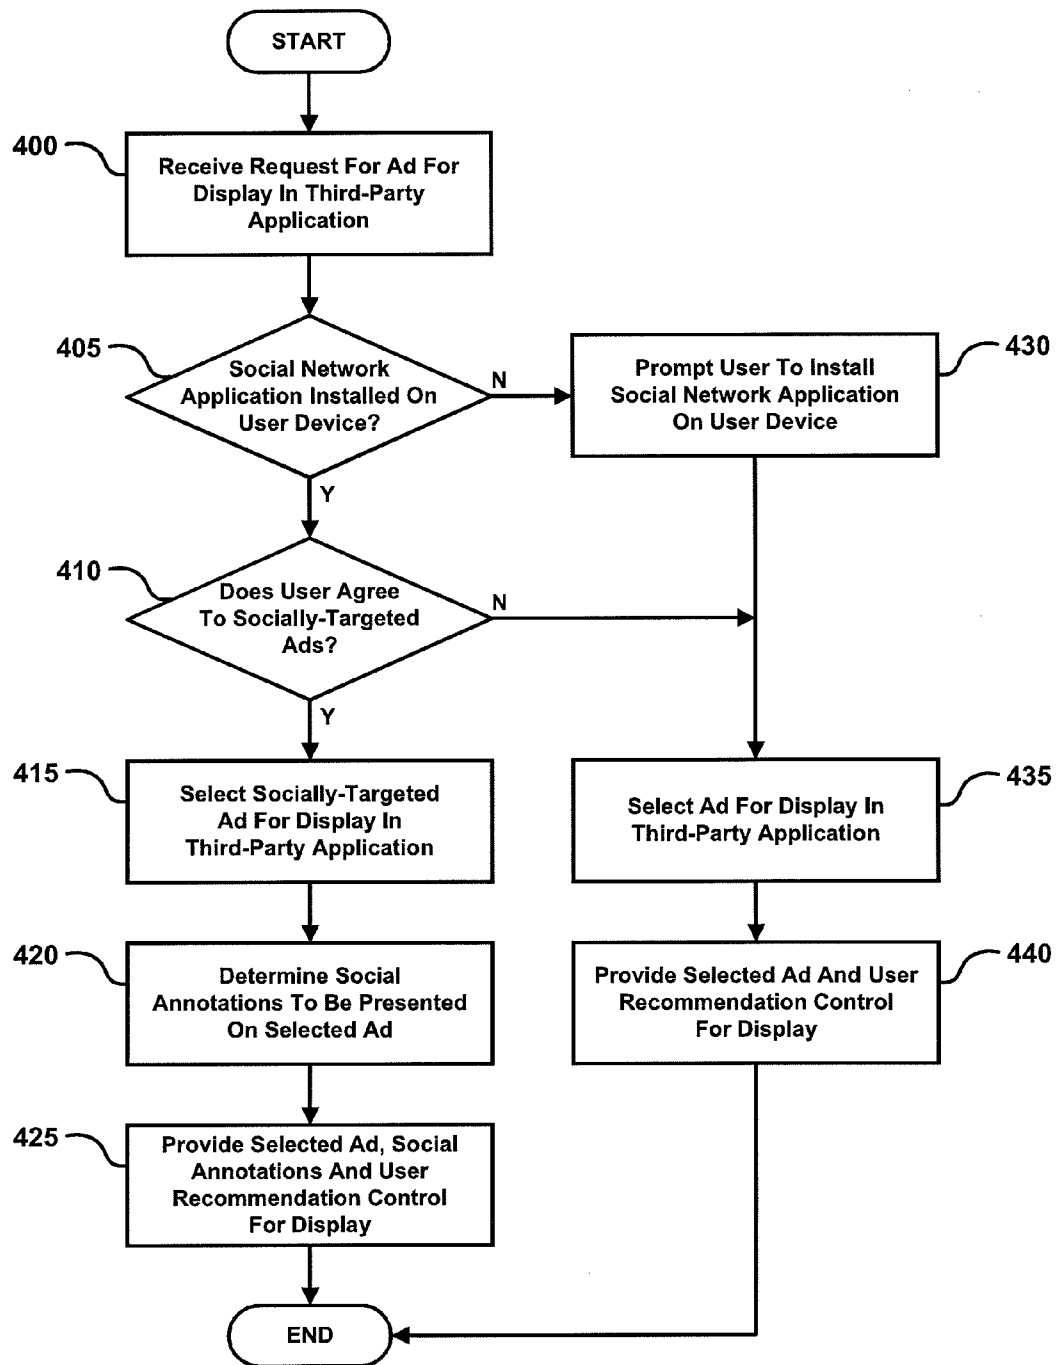 START
400
Receive Request For Ad For
Display In Third-Party
Application
405
Social Network
Application Installed On
User Device?
N
Y
430
Prompt User To Install
Social Network Application
On User Device
410
Does User Agree
To Socially-Targeted
Ads?
N
Y
415
Select Socially-Targeted
Ad For Display In
Third-Party Application
435
Select Ad For Display In
Third-Party Application
420
Determine Social
Annotations To Be Presented
On Selected Ad
440
Provide Selected Ad And User
Recommendation Control
For Display
425
Provide Selected Ad, Social
Annotations And User
Recommendation Control
For Display
END